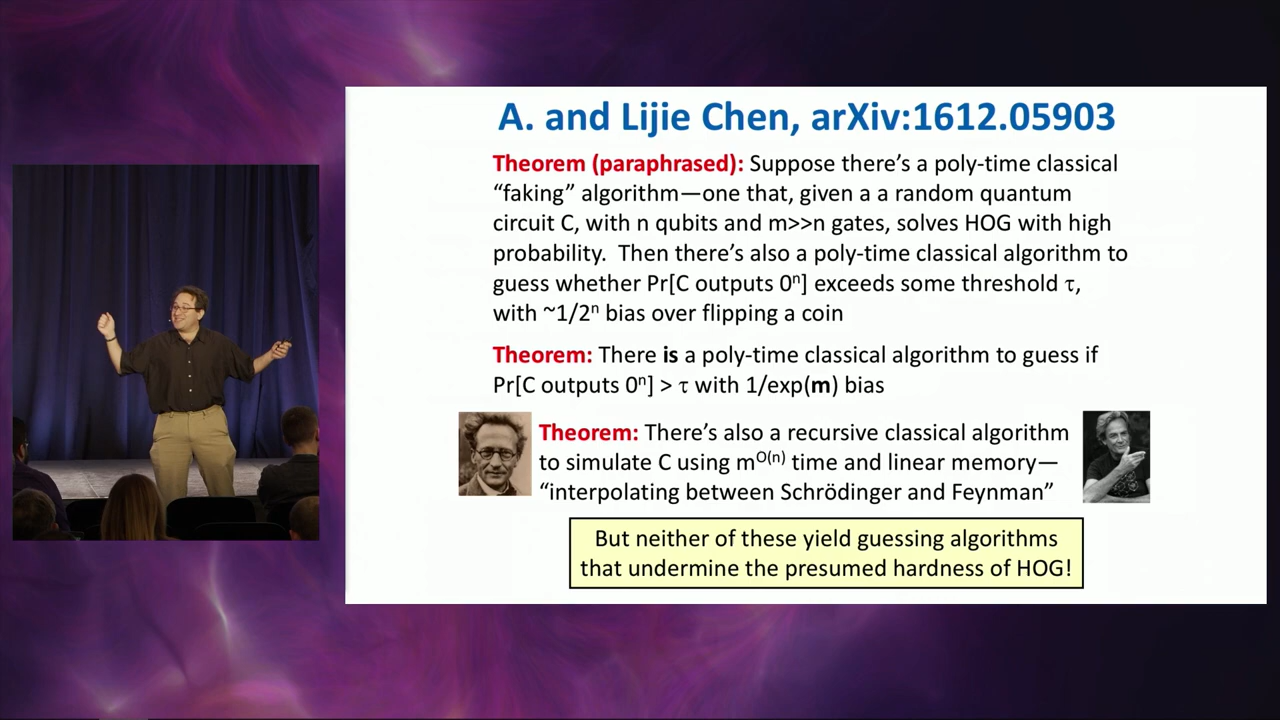 A. and Lijie Chen, arXiv:1612.05903
Theorem (paraphrased): Suppose there’s a poly-time classical
“faking” algorithm—one that, given a a random quantum
circuit C, with n qubits and m>>n gates, solves HOG with high
probability.  Then there’s also a poly-time classical algorithm to
guess whether Pr[C outputs 0ⁿ] exceeds some threshold τ,
with ~1/2ⁿ bias over flipping a coin
Theorem: There is a poly-time classical algorithm to guess if
Pr[C outputs 0ⁿ] > τ with 1/exp(m) bias
Theorem: There’s also a recursive classical algorithm
to simulate C using m^O(n) time and linear memory—
“interpolating between Schrödinger and Feynman”
But neither of these yield guessing algorithms
that undermine the presumed hardness of HOG!